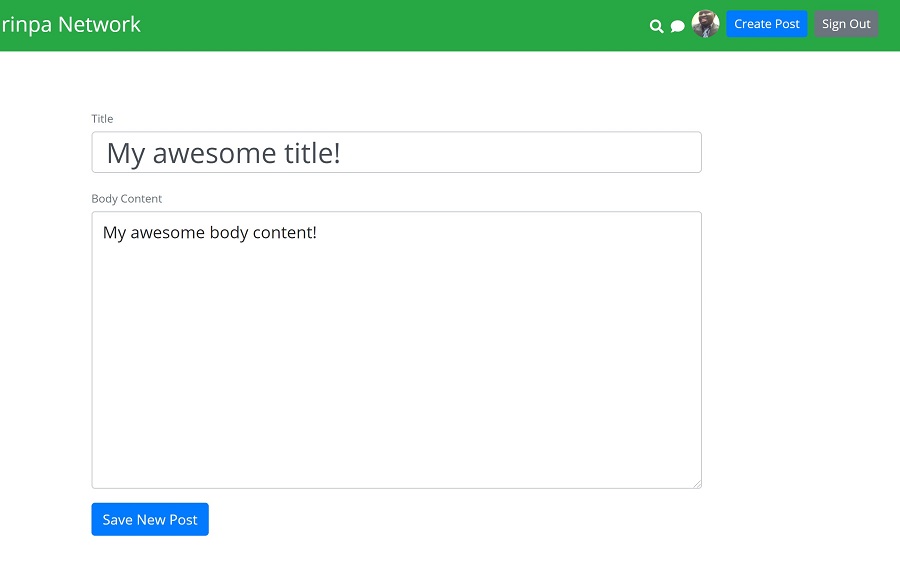 rinpa Network
Create Post
Sign Out
Title
My awesome title!
Body Content
My awesome body content!
Save New Post